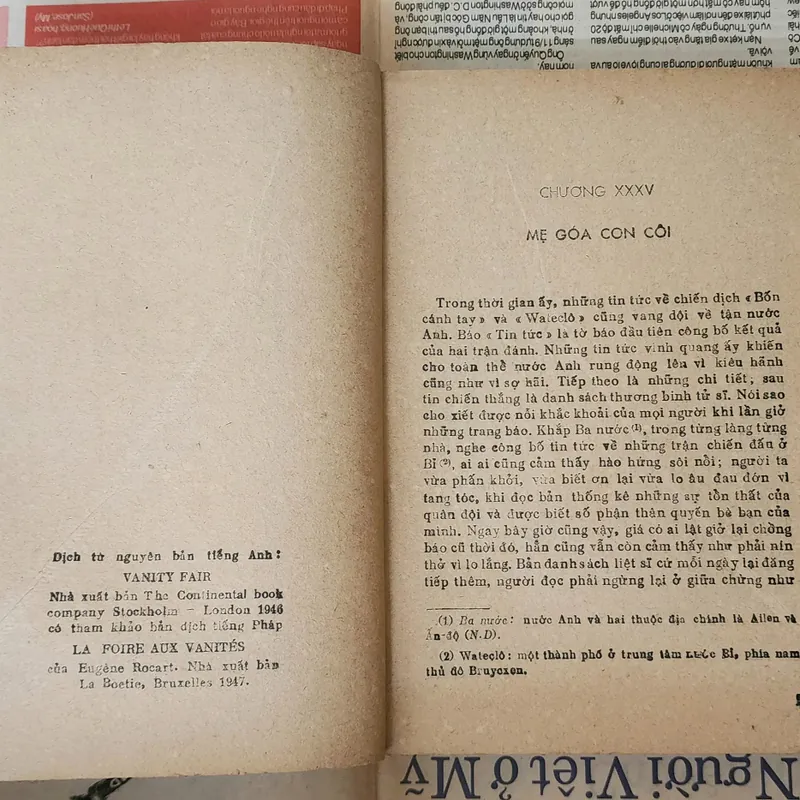 Dịch từ nguyên bản tiếng Anh:
VANITY FAIR
Nhà xuất bản The Continental book
company Stockholm — London 1946
có tham khảo bản dịch tiếng Pháp
LA FOIRE AUX VANITÉS
của Eugène Rocart. Nhà xuất bản
La Boetie, Bruxelles 1947.
CHƯƠNG XXXV
MẸ GÓA CON CÔI
Trong thời gian ấy, những tin tức về chiến dịch « Bốn
cánh tay » và « Watеclô » cũng vang dội về tận nước
Anh. Báo « Tin tức » là tờ báo đầu tiên công bố kết quả
của hai trận đánh. Những tin tức vinh quang ấy khiến
cho toàn thể nước Anh rung động lên vì kiêu hãnh
cũng như vì sợ hãi. Tiếp theo là những chi tiết; sau
tin chiến thắng là danh sách thương binh tử sĩ. Nói sao
cho xiết được nỗi khắc khoải của mọi người khi lần giở
những trang báo. Khắp Ba nước (1), trong từng làng từng
nhà, nghe công bố tin tức về những trận chiến đấu ở
Bỉ (2), ai ai cũng cảm thấy hào hứng sôi nổi; người ta
vừa phấn khởi, vừa biết ơn lại vừa lo âu đau đớn vì
tang tóc, khi đọc bản thống kê những sự tổn thất của
quân đội và được biết số phận thân quyến bè bạn của
mình. Ngay bây giờ cũng vậy, giá có ai lật giở lại chồng
báo cũ thời đó, hẳn cũng vẫn còn cảm thấy như phải nín
thở vì lo lắng. Bản danh sách liệt sĩ cứ mỗi ngày lại đăng
tiếp thêm, người đọc phải ngừng lại ở giữa chừng như
(1) Ba nước: nước Anh và hai thuộc địa chính là Ailen và
Ấn-độ (N.D).
(2) Wateclô: một thành phố ở trung tâm nước Bỉ, phía nam
thủ đô Bruycxen.
Người Việt ở Mỹ